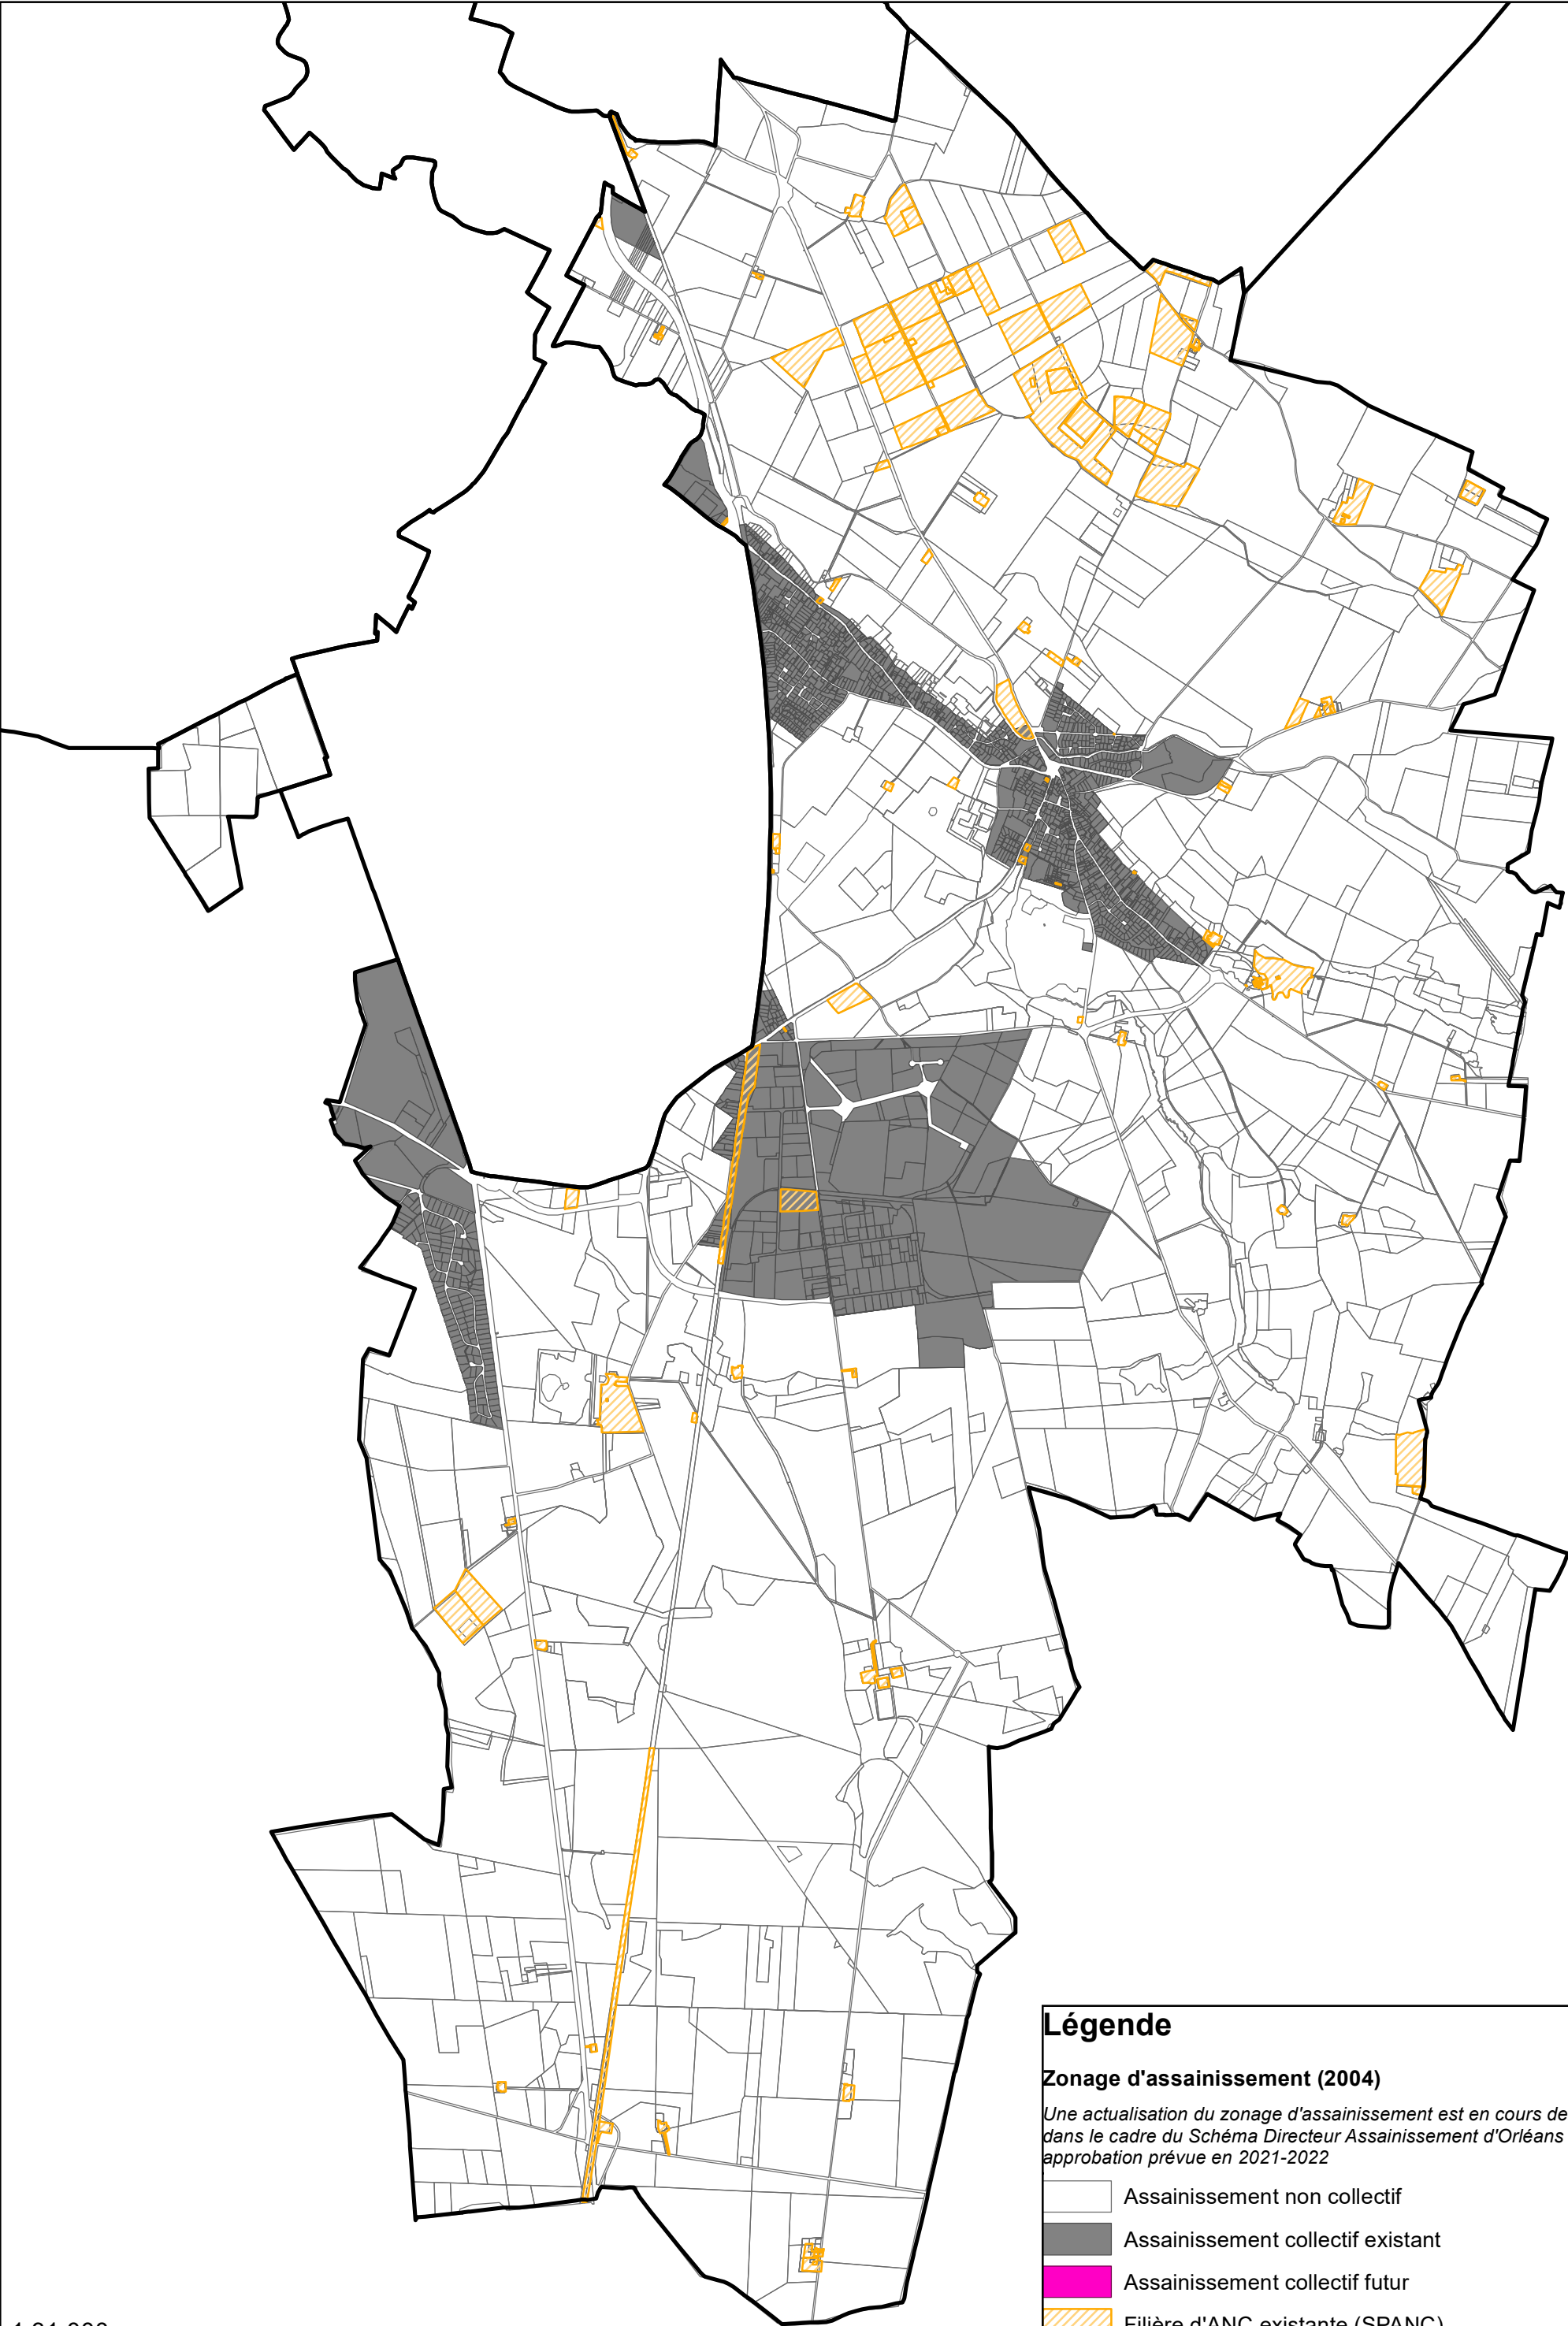 Légende
Zonage d'assainissement (2004)
Une actualisation du zonage d'assainissement est en cours de
dans le cadre du Schéma Directeur Assainissement d'Orléans
approbation prévue en 2021-2022
Assainissement non collectif
Assainissement collectif existant
Assainissement collectif futur
Filière d'ANC existante (SPANC)